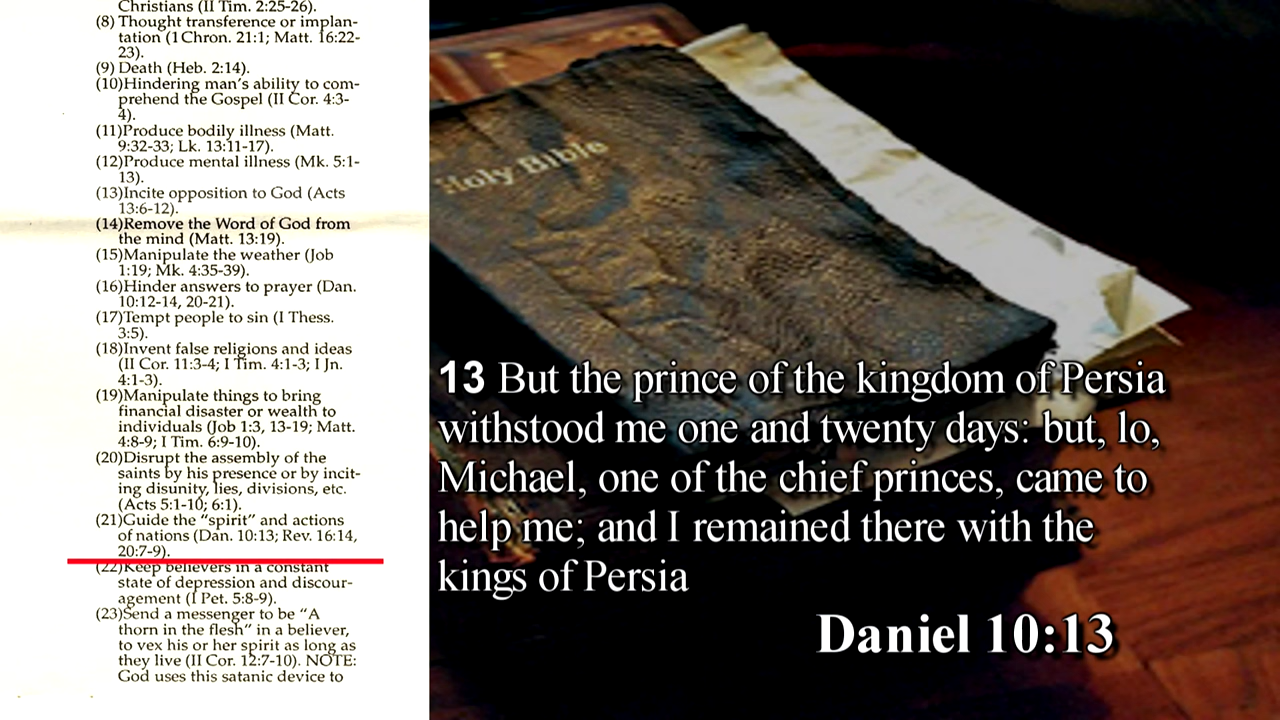 Christians (II Tim. 2:25-26).
(8) Thought transference or implan-
tation (1 Chron. 21:1; Matt. 16:22-
23).
(9) Death (Heb. 2:14).
(10)Hindering man's ability to com-
prehend the Gospel (II Cor. 4:3-
4).
(11)Produce bodily illness (Matt.
9:32-33; Lk. 13:11-17).
(12)Produce mental illness (Mk. 5:1-
13).
(13)Incite opposition to God (Acts
13:6-12).
(14)Remove the Word of God from
the mind (Matt. 13:19).
(15)Manipulate the weather (Job
1:19; Mk. 4:35-39).
(16)Hinder answers to prayer (Dan.
10:12-14, 20-21).
(17)Tempt people to sin (I Thess.
3:5).
(18)Invent false religions and ideas
(II Cor. 11:3-4; I Tim. 4:1-3; I Jn.
4:1-3).
(19)Manipulate things to bring
financial disaster or wealth to
individuals (Job 1:3, 13-19; Matt.
4:8-9; I Tim. 6:9-10).
(20)Disrupt the assembly of the
saints by his presence or by incit-
ing disunity, lies, divisions, etc.
(Acts 5:1-10; 6:1).
(21)Guide the "spirit" and actions
of nations (Dan. 10:13; Rev. 16:14,
20:7-9).
(22)Keep believers in a constant
state of depression and discour-
agement (I Pet. 5:8-9).
(23)Send a messenger to be "A
thorn in the flesh" in a believer,
to vex his or her spirit as long as
they live (II Cor. 12:7-10). NOTE:
God uses this satanic device to
Holy Bible
13 But the prince of the kingdom of Persia
withstood me one and twenty days: but, lo,
Michael, one of the chief princes, came to
help me; and I remained there with the
kings of Persia
Daniel 10:13